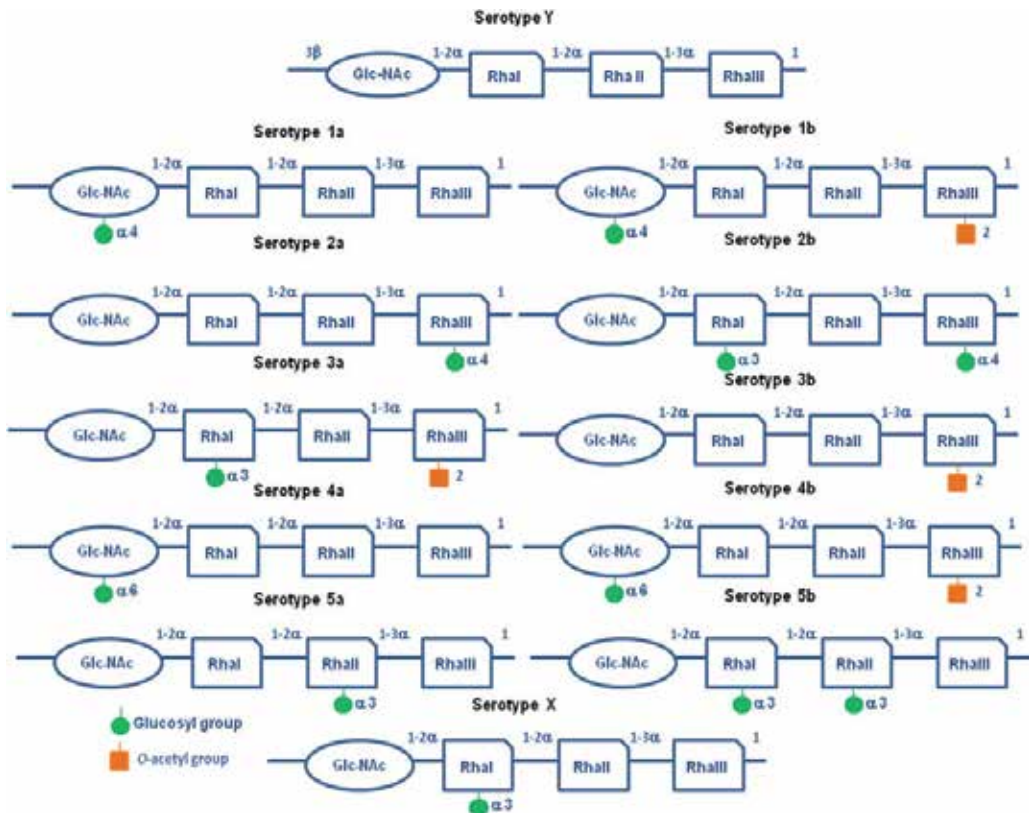 Serotype Y
3β 1-2α 1-2α 1-3α 1
Glc-NAc RhaI Rha II RhaIII
Serotype 1a Serotype 1b
1-2α 1-2α 1-3α 1 1-2α 1-2α 1-3α 1
Glc-NAc RhaI RhaII RhaIII Glc-NAc RhaI RhaII RhaIII
α4 α4 2
Serotype 2a Serotype 2b
1-2α 1-2α 1-3α 1 1-2α 1-2α 1-3α 1
Glc-NAc RhaI RhaII RhaIII Glc-NAc RhaI RhaII RhaIII
α4 α3 α4
Serotype 3a Serotype 3b
1-2α 1-2α 1-3α 1 1-2α 1-2α 1-3α 1
Glc-NAc RhaI RhaII RhaIII Glc-NAc RhaI RhaII RhaIII
α3 2 2
Serotype 4a Serotype 4b
1-2α 1-2α 1-3α 1 1-2α 1-2α 1-3α 1
Glc-NAc RhaI RhaII RhaIII Glc-NAc RhaI RhaII RhaIII
α6 α6 2
Serotype 5a Serotype 5b
1-2α 1-2α 1-3α 1 1-2α 1-2α 1-3α 1
Glc-NAc RhaI RhaII RhaIII Glc-NAc RhaI RhaII RhaIII
α3 α3 α3
Serotype X
Glucosyl group
O-acetyl group
1-2α 1-2α 1-3α 1
Glc-NAc RhaI RhaII RhaIII
α3